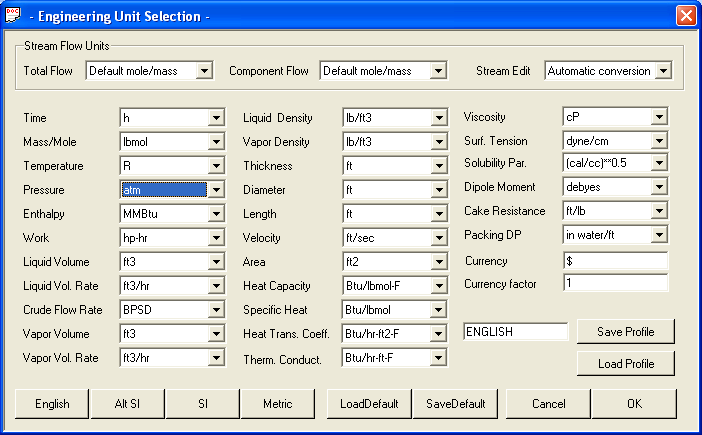 - Engineering Unit Selection -
Stream Flow Units
Total Flow Default mole/mass Component Flow Default mole/mass Stream Edit Automatic conversion
Time h Liquid Density lb/ft3 Viscosity cP
Mass/Mole lbmol Vapor Density lb/ft3 Surf. Tension dyne/cm
Temperature R Thickness ft Solubility Par. (cal/cc)**0.5
Pressure atm Diameter ft Dipole Moment debyes
Enthalpy MMBtu Length ft Cake Resistance ft/lb
Work hp-hr Velocity ft/sec Packing DP in water/ft
Liquid Volume ft3 Area ft2 Currency $
Liquid Vol. Rate ft3/hr Heat Capacity Btu/lbmol-F Currency factor 1
Crude Flow Rate BPSD Specific Heat Btu/lbmol
Vapor Volume ft3 Heat Trans. Coeff. Btu/hr-ft2-F ENGLISH Save Profile
Vapor Vol. Rate ft3/hr Therm. Conduct. Btu/hr-ft-F Load Profile
English Alt SI SI Metric LoadDefault SaveDefault Cancel OK